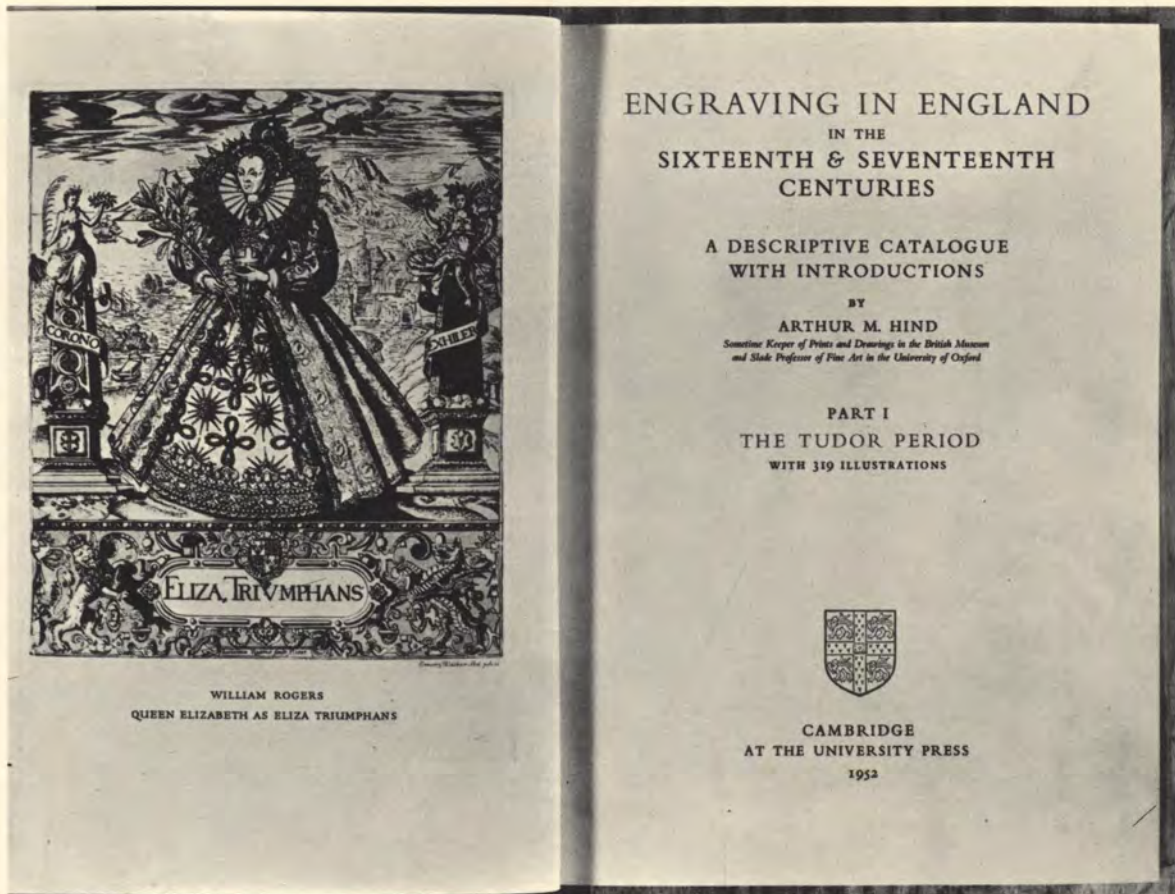 CORONO
EXHILER
ELIZA, TRIVMPHANS
WILLIAM ROGERS
QUEEN ELIZABETH AS ELIZA TRIUMPHANS
ENGRAVING IN ENGLAND
IN THE
SIXTEENTH & SEVENTEENTH
CENTURIES
A DESCRIPTIVE CATALOGUE
WITH INTRODUCTIONS
BY
ARTHUR M. HIND
Sometime Keeper of Prints and Drawings in the British Museum
and Slade Professor of Fine Art in the University of Oxford
PART I
THE TUDOR PERIOD
WITH 319 ILLUSTRATIONS
CAMBRIDGE
AT THE UNIVERSITY PRESS
1952